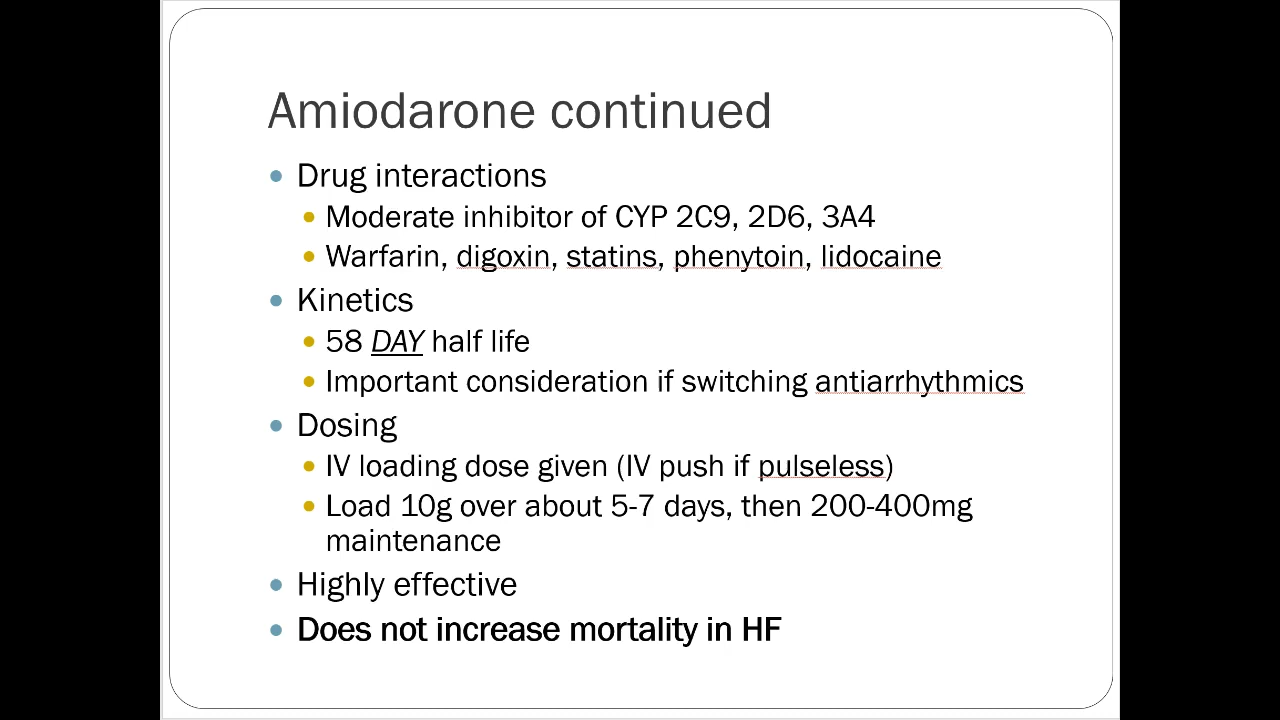 Amiodarone continued
Drug interactions
Moderate inhibitor of CYP 2C9, 2D6, 3A4
Warfarin, digoxin, statins, phenytoin, lidocaine
Kinetics
58 DAY half life
Important consideration if switching antiarrhythmics
Dosing
IV loading dose given (IV push if pulseless)
Load 10g over about 5-7 days, then 200-400mg
maintenance
Highly effective
Does not increase mortality in HF